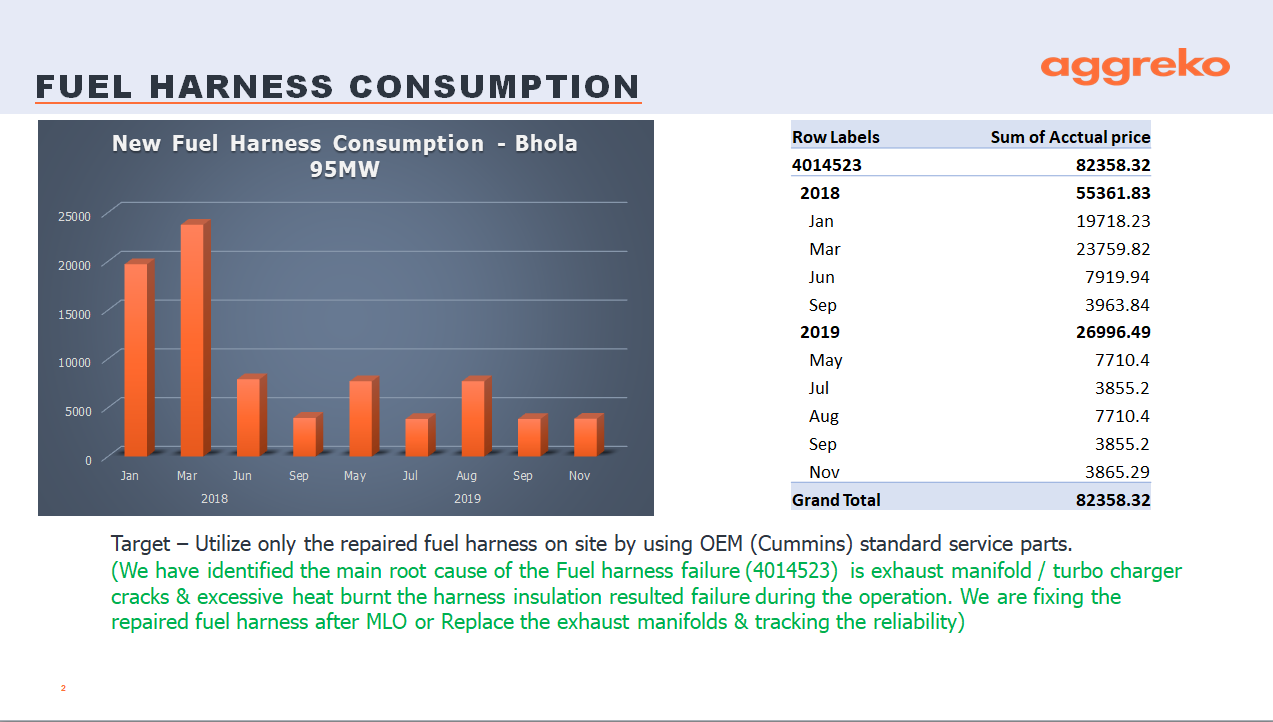 FUEL HARNESS CONSUMPTION
aggreko
New Fuel Harness Consumption - Bhola
95MW
25000
20000
15000
10000
5000
0
Jan Mar Jun Sep May Jul Aug Sep Nov
2018 2019
Row Labels Sum of Acctual price
4014523 82358.32
2018 55361.83
Jan 19718.23
Mar 23759.82
Jun 7919.94
Sep 3963.84
2019 26996.49
May 7710.4
Jul 3855.2
Aug 7710.4
Sep 3855.2
Nov 3865.29
Grand Total 82358.32
Target – Utilize only the repaired fuel harness on site by using OEM (Cummins) standard service parts.
(We have identified the main root cause of the Fuel harness failure (4014523) is exhaust manifold / turbo charger
cracks & excessive heat burnt the harness insulation resulted failure during the operation. We are fixing the
repaired fuel harness after MLO or Replace the exhaust manifolds & tracking the reliability)
2